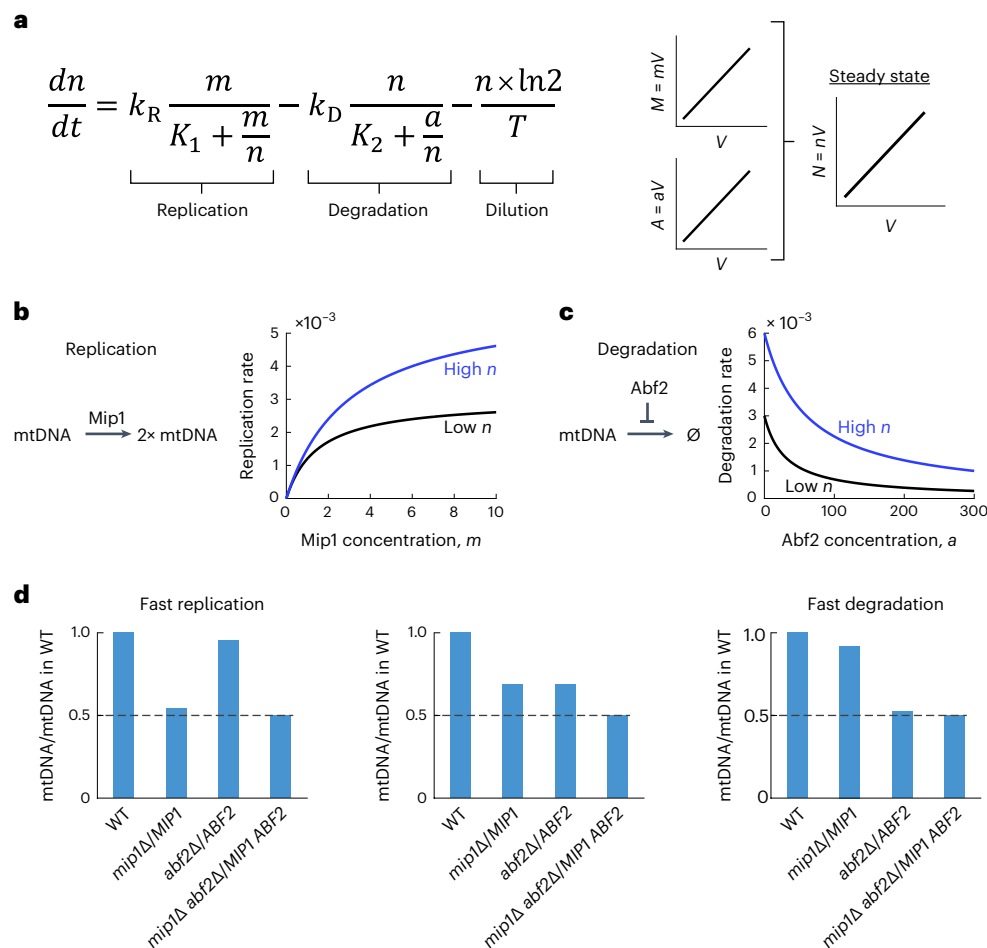 a
dn/dt = k_R m/(K_1 + m/n) − k_D n/(K_2 + a/n) − n × ln2/T
Replication
Degradation
Dilution
M = mV
V
A = aV
V
Steady state
N = nV
V
b
Replication
mtDNA
Mip1
2× mtDNA
×10⁻³
5
4
3
2
1
0
Replication rate
High n
Low n
0 2 4 6 8 10
Mip1 concentration, m
c
Degradation
Abf2
mtDNA
Ø
× 10⁻³
6
5
4
3
2
1
0
Degradation rate
High n
Low n
0 100 200 300
Abf2 concentration, a
d
Fast replication
mtDNA/mtDNA in WT
1.0
0.5
0
WT
mip1Δ/MIP1
abf2Δ/ABF2
mip1Δ abf2Δ/MIP1 ABF2
mtDNA/mtDNA in WT
1.0
0.5
0
WT
mip1Δ/MIP1
abf2Δ/ABF2
mip1Δ abf2Δ/MIP1 ABF2
Fast degradation
mtDNA/mtDNA in WT
1.0
0.5
0
WT
mip1Δ/MIP1
abf2Δ/ABF2
mip1Δ abf2Δ/MIP1 ABF2